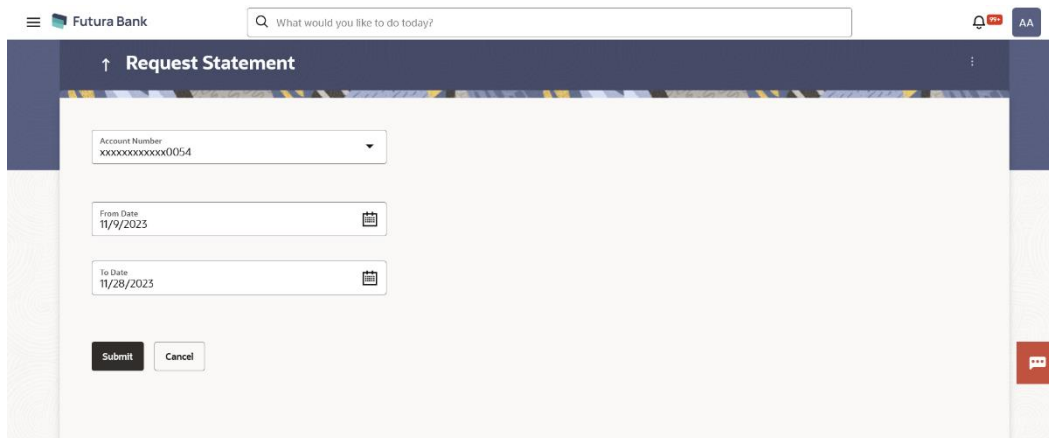 Futura Bank
What would you like to do today?
99+
AA
Request Statement
Account Number
xxxxxxxxxxxx0054
From Date
11/9/2023
To Date
11/28/2023
Submit
Cancel